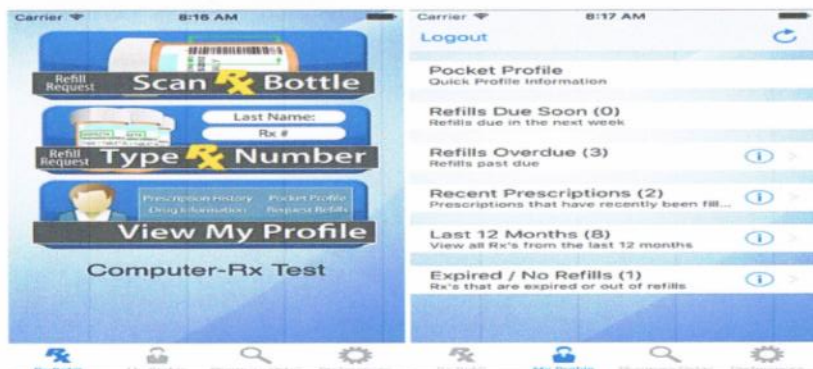 Carrier
8:16 AM
Refill
Request
Scan Rx Bottle
Last Name:
Rx #
Refill
Request
Type Rx Number
Prescription History Pocket Profile
Drug Information Request Refills
View My Profile
Computer-Rx Test
Carrier
8:17 AM
Logout
Pocket Profile
Quick Profile Information
Refills Due Soon (0)
Refills due in the next week
Refills Overdue (3)
Refills past due
Recent Prescriptions (2)
Prescriptions that have recently been fill...
Last 12 Months (8)
View all Rx's from the last 12 months
Expired / No Refills (1)
Rx's that are expired or out of refills
My Profile